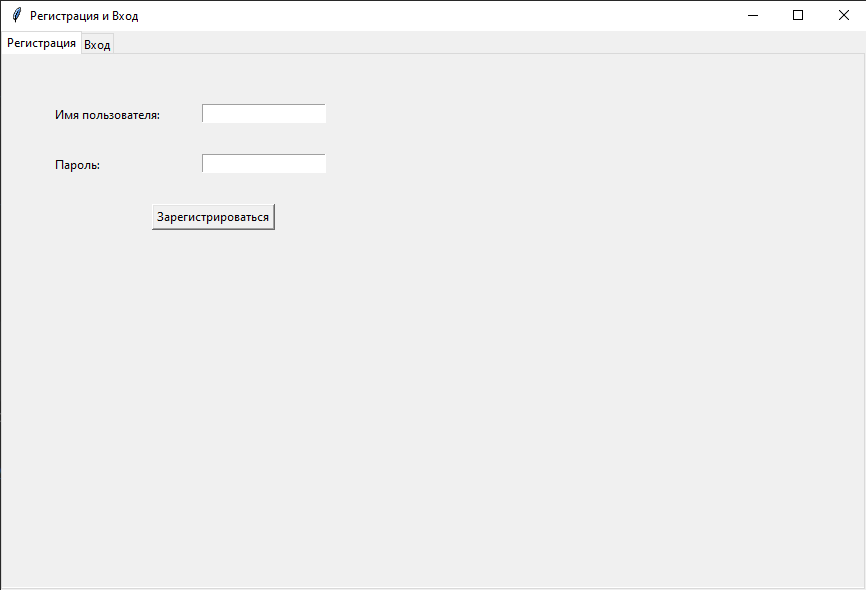 Регистрация и Вход
Регистрация Вход
Имя пользователя:
Пароль:
Зарегистрироваться